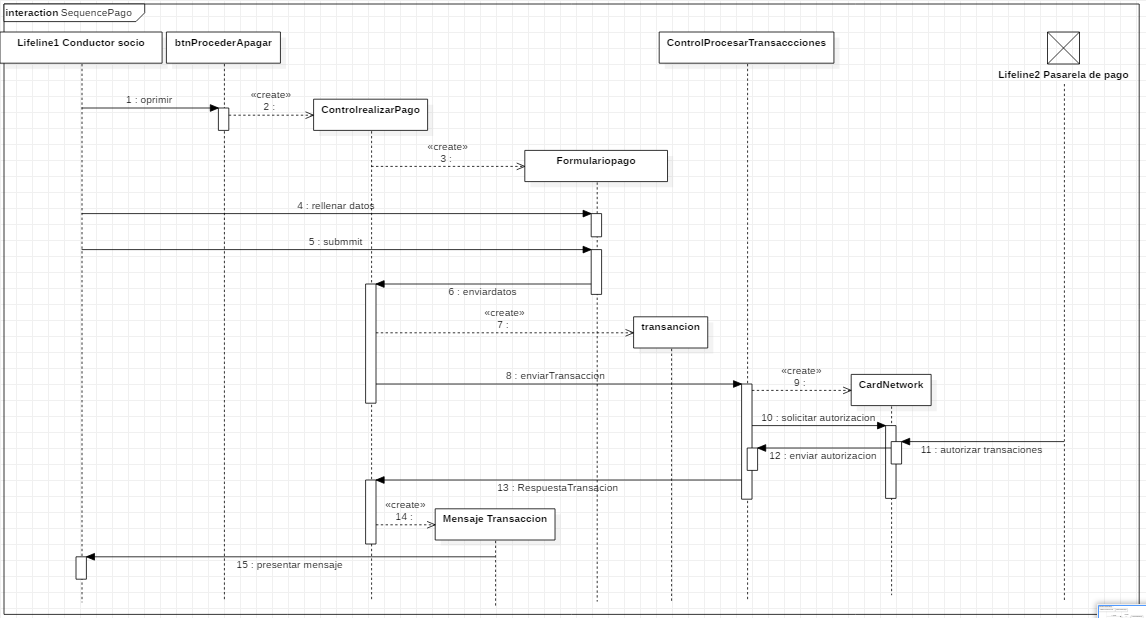 interaction SequencePago
Lifeline1 Conductor socio
btnProcederApagar
ControlProcesarTransaccciones
Lifeline2 Pasarela de pago
1 : oprimir
«create»
2 :
ControlrealizarPago
«create»
3 :
Formulariopago
4 : rellenar datos
5 : submmit
6 : enviardatos
«create»
7 :
transancion
8 : enviarTransaccion
«create»
9 :
CardNetwork
10 : solicitar autorizacion
11 : autorizar transaciones
12 : enviar autorizacion
13 : RespuestaTransacion
«create»
14 :
Mensaje Transaccion
15 : presentar mensaje